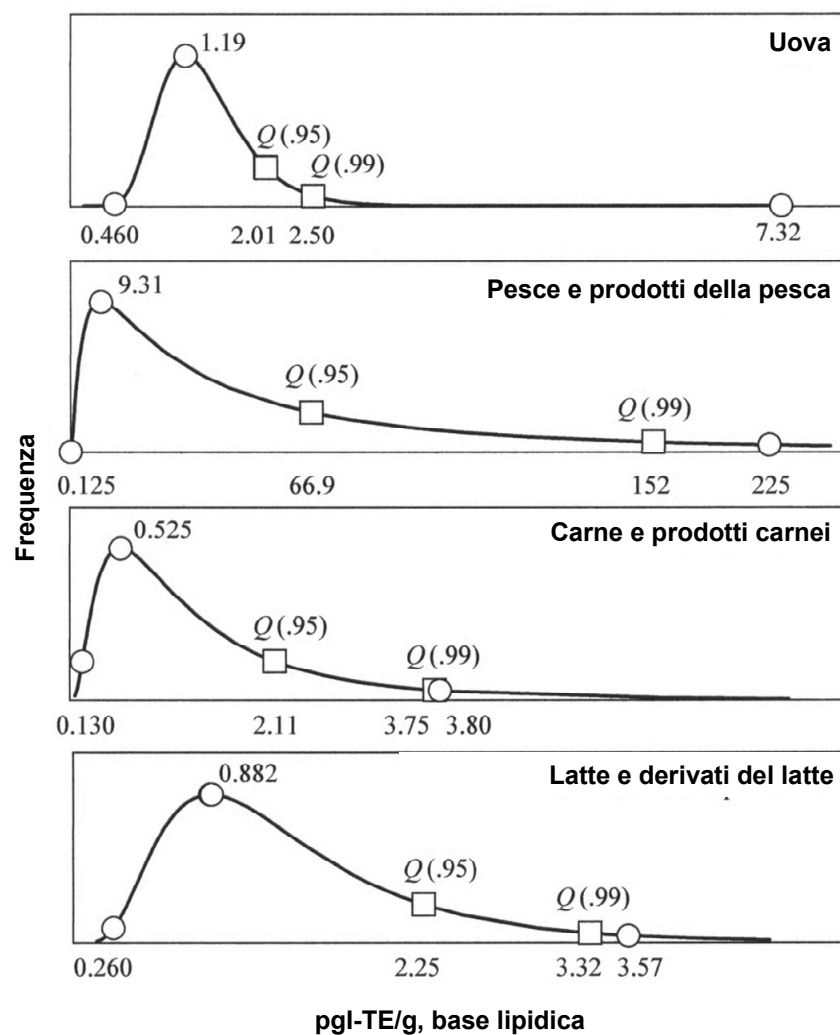 1.19
Uova
Q(.95)
Q(.99)
0.460
2.01
2.50
7.32
9.31
Pesce e prodotti della pesca
Q(.95)
Q(.99)
0.125
66.9
152
225
Frequenza
0.525
Carne e prodotti carnei
Q(.95)
Q(.99)
0.130
2.11
3.75
3.80
0.882
Latte e derivati del latte
Q(.95)
Q(.99)
0.260
2.25
3.32
3.57
pgI-TE/g, base lipidica